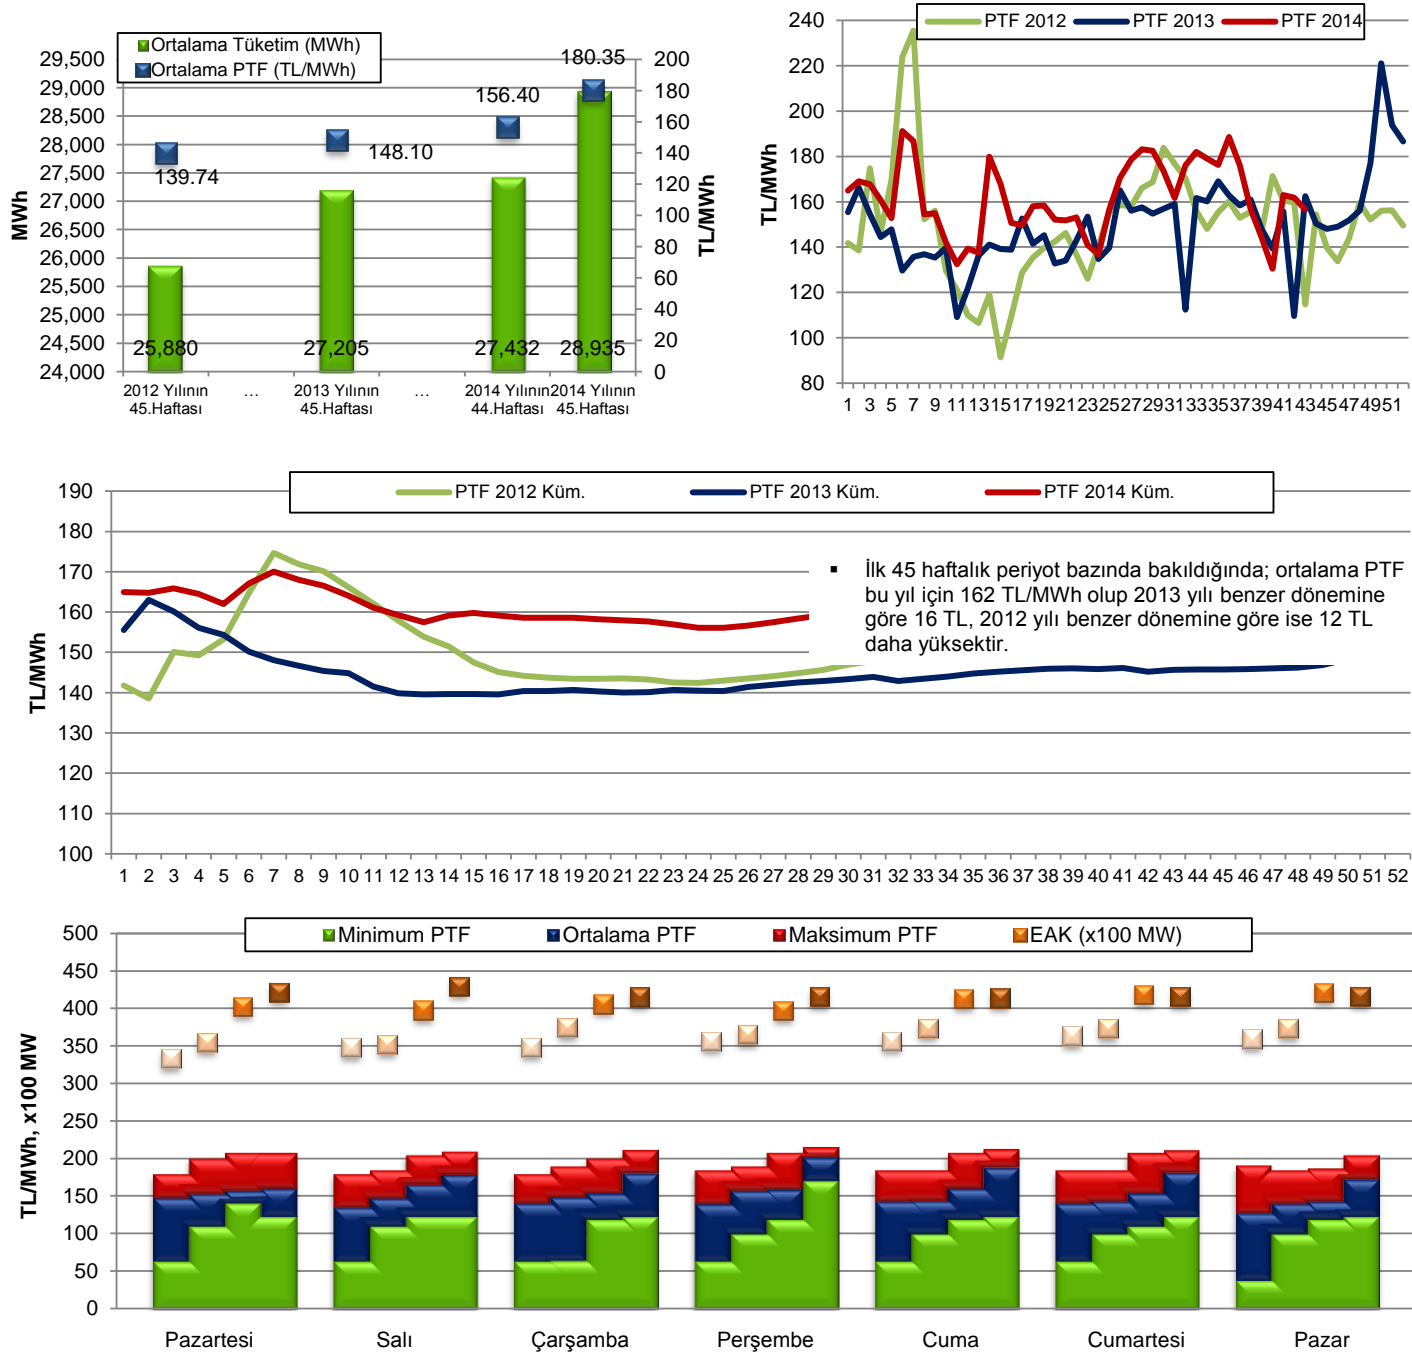 Ortalama Tüketim (MWh)
Ortalama PTF (TL/MWh)
29,500
29,000
28,500
28,000
27,500
27,000
26,500
26,000
25,500
25,000
24,500
24,000
MWh
200
180
160
140
120
100
80
60
40
20
0
TL/MWh
139.74
148.10
156.40
180.35
25,880
27,205
27,432
28,935
2012 Yılının
45.Haftası
...
2013 Yılının
45.Haftası
...
2014 Yılının
44.Haftası
2014 Yılının
45.Haftası
PTF 2012 PTF 2013 PTF 2014
240
220
200
180
160
140
120
100
80
TL/MWh
1 3 5 7 9 11 13 15 17 19 21 23 25 27 29 31 33 35 37 39 41 43 45 47 49 51
PTF 2012 Küm. PTF 2013 Küm. PTF 2014 Küm.
190
180
170
160
150
140
130
120
110
100
TL/MWh
▪ İlk 45 haftalık periyot bazında bakıldığında; ortalama PTF
bu yıl için 162 TL/MWh olup 2013 yılı benzer dönemine
göre 16 TL, 2012 yılı benzer dönemine göre ise 12 TL
daha yüksektir.
1 2 3 4 5 6 7 8 9 10 11 12 13 14 15 16 17 18 19 20 21 22 23 24 25 26 27 28 29 30 31 32 33 34 35 36 37 38 39 40 41 42 43 44 45 46 47 48 49 50 51 52
Minimum PTF Ortalama PTF Maksimum PTF EAK (x100 MW)
500
450
400
350
300
250
200
150
100
50
0
TL/MWh, x100 MW
Pazartesi Salı Çarşamba Perşembe Cuma Cumartesi Pazar